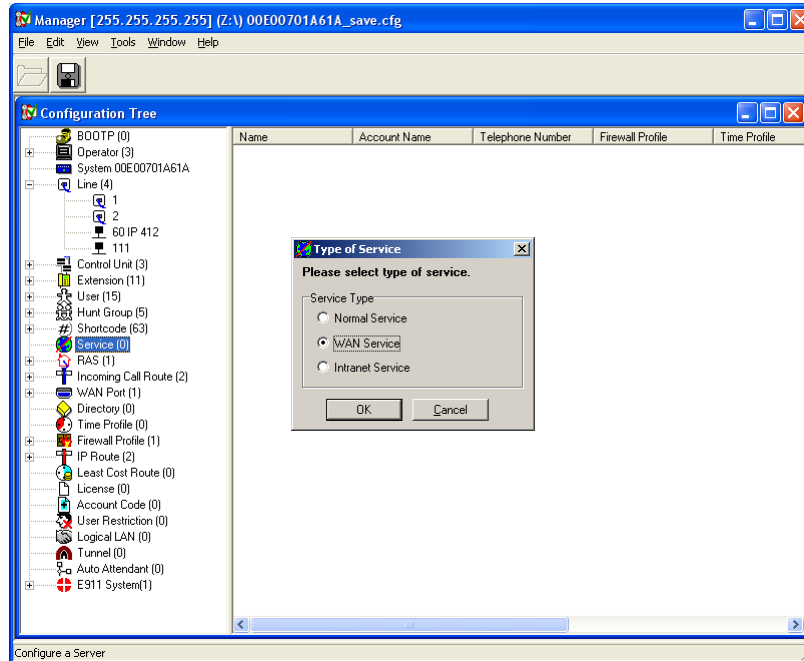 Manager [255.255.255.255] (Z:\) 00E00701A61A_save.cfg
File Edit View Tools Window Help
Configuration Tree
BOOTP (0)
Operator (3)
System 00E00701A61A
Line (4)
1
2
60 IP 412
111
Control Unit (3)
Extension (11)
User (15)
Hunt Group (5)
Shortcode (63)
Service (0)
RAS (1)
Incoming Call Route (2)
WAN Port (1)
Directory (0)
Time Profile (0)
Firewall Profile (1)
IP Route (2)
Least Cost Route (0)
License (0)
Account Code (0)
User Restriction (0)
Logical LAN (0)
Tunnel (0)
Auto Attendant (0)
E911 System(1)
Name Account Name Telephone Number Firewall Profile Time Profile
Type of Service
Please select type of service.
Service Type
Normal Service
WAN Service
Intranet Service
OK Cancel
Configure a Server